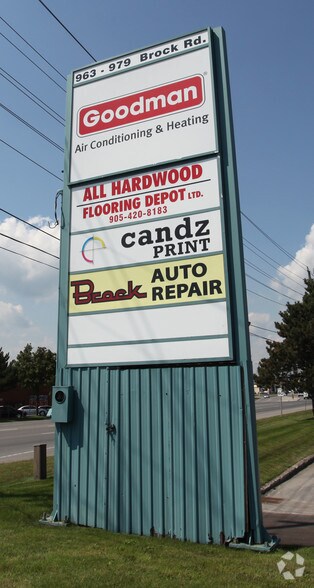 963 - 979 Brock Rd.
Goodman
Air Conditioning & Heating
ALL HARDWOOD
FLOORING DEPOT LTD.
905-420-8183
candz
PRINT
Brock AUTO
REPAIR